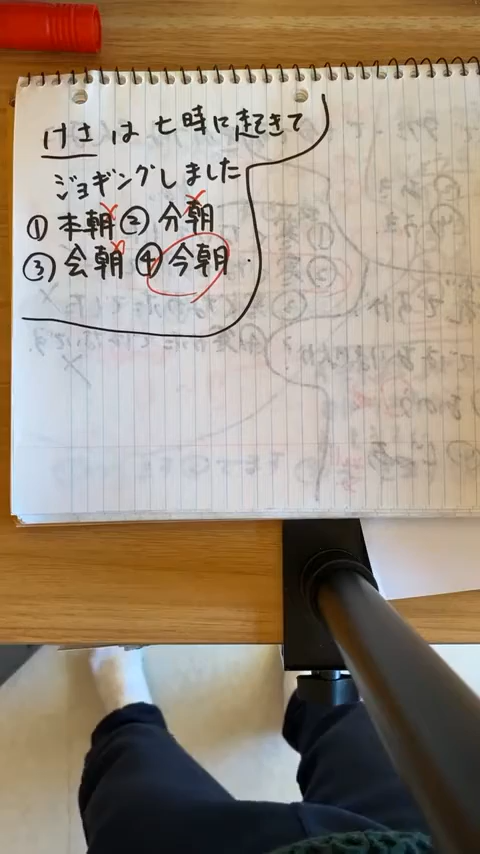 けさは七時に起きて
ジョギングしました
① 本朝 ② 分朝
③ 会朝 ④ 今朝